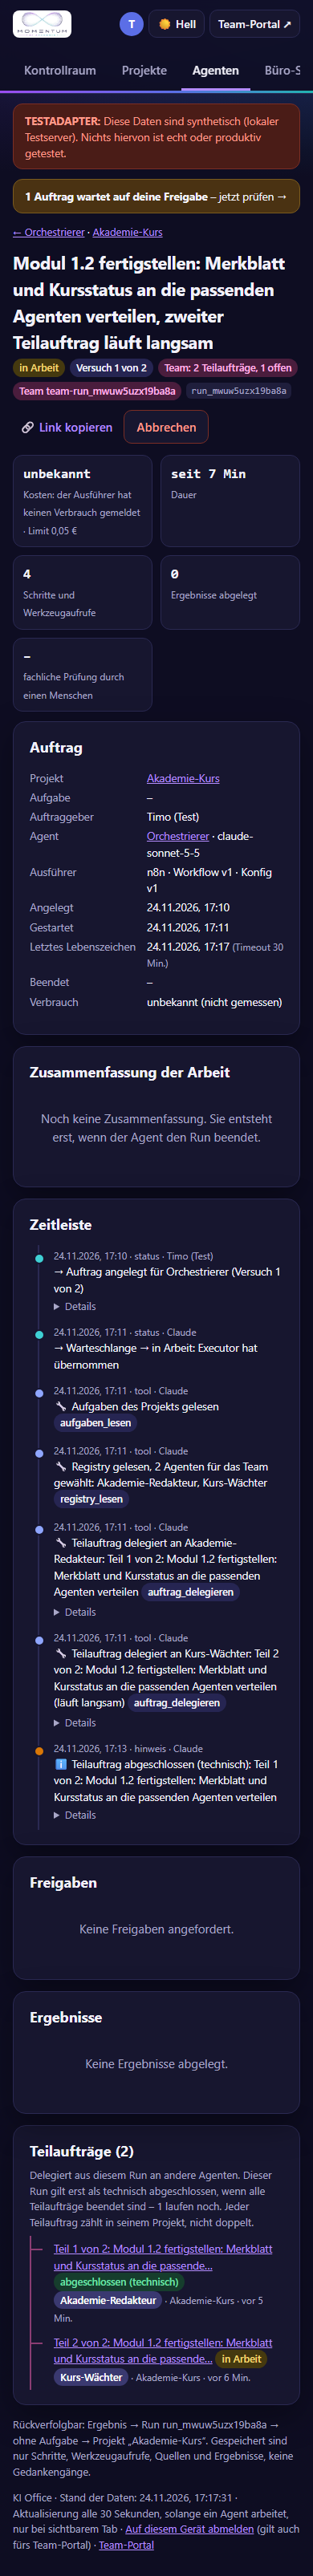 MOMENTUM
T
Hell
Team-Portal ↗
Kontrollraum
Projekte
Agenten
Büro-S
TESTADAPTER: Diese Daten sind synthetisch (lokaler
Testserver). Nichts hiervon ist echt oder produktiv
getestet.
1 Auftrag wartet auf deine Freigabe – jetzt prüfen →
← Orchestrierer · Akademie-Kurs
Modul 1.2 fertigstellen: Merkblatt
und Kursstatus an die passenden
Agenten verteilen, zweiter
Teilauftrag läuft langsam
in Arbeit
Versuch 1 von 2
Team: 2 Teilaufträge, 1 offen
Team team-run_mwuw5uzx19ba8a
run_mwuw5uzx19ba8a
Link kopieren
Abbrechen
unbekannt
Kosten: der Ausführer hat
keinen Verbrauch gemeldet
· Limit 0,05 €
seit 7 Min
Dauer
4
Schritte und
Werkzeugaufrufe
0
Ergebnisse abgelegt
–
fachliche Prüfung durch
einen Menschen
Auftrag
Projekt
Akademie-Kurs
Aufgabe
–
Auftraggeber
Timo (Test)
Agent
Orchestrierer · claude-
sonnet-5-5
Ausführer
n8n · Workflow v1 · Konfig
v1
Angelegt
24.11.2026, 17:10
Gestartet
24.11.2026, 17:11
Letztes Lebenszeichen
24.11.2026, 17:17 (Timeout 30
Min.)
Beendet
–
Verbrauch
unbekannt (nicht gemessen)
Zusammenfassung der Arbeit
Noch keine Zusammenfassung. Sie entsteht
erst, wenn der Agent den Run beendet.
Zeitleiste
24.11.2026, 17:10 · status · Timo (Test)
→ Auftrag angelegt für Orchestrierer (Versuch 1
von 2)
▶ Details
24.11.2026, 17:11 · status · Claude
→ Warteschlange → in Arbeit: Executor hat
übernommen
24.11.2026, 17:11 · tool · Claude
Aufgaben des Projekts gelesen
aufgaben_lesen
24.11.2026, 17:11 · tool · Claude
Registry gelesen, 2 Agenten für das Team
gewählt: Akademie-Redakteur, Kurs-Wächter
registry_lesen
24.11.2026, 17:11 · tool · Claude
Teilauftrag delegiert an Akademie-
Redakteur: Teil 1 von 2: Modul 1.2 fertigstellen:
Merkblatt und Kursstatus an die passenden
Agenten verteilen auftrag_delegieren
▶ Details
24.11.2026, 17:11 · tool · Claude
Teilauftrag delegiert an Kurs-Wächter: Teil 2
von 2: Modul 1.2 fertigstellen: Merkblatt und
Kursstatus an die passenden Agenten verteilen
(läuft langsam) auftrag_delegieren
▶ Details
24.11.2026, 17:13 · hinweis · Claude
Teilauftrag abgeschlossen (technisch): Teil 1
von 2: Modul 1.2 fertigstellen: Merkblatt und
Kursstatus an die passenden Agenten verteilen
▶ Details
Freigaben
Keine Freigaben angefordert.
Ergebnisse
Keine Ergebnisse abgelegt.
Teilaufträge (2)
Delegiert aus diesem Run an andere Agenten. Dieser
Run gilt erst als technisch abgeschlossen, wenn alle
Teilaufträge beendet sind – 1 laufen noch. Jeder
Teilauftrag zählt in seinem Projekt, nicht doppelt.
Teil 1 von 2: Modul 1.2 fertigstellen: Merkblatt
und Kursstatus an die passende...
abgeschlossen (technisch)
Akademie-Redakteur · Akademie-Kurs · vor 5
Min.
Teil 2 von 2: Modul 1.2 fertigstellen: Merkblatt
und Kursstatus an die passende... in Arbeit
Kurs-Wächter · Akademie-Kurs · vor 6 Min.
Rückverfolgbar: Ergebnis → Run run_mwuw5uzx19ba8a →
ohne Aufgabe → Projekt „Akademie-Kurs“. Gespeichert sind
nur Schritte, Werkzeugaufrufe, Quellen und Ergebnisse, keine
Gedankengänge.
KI Office · Stand der Daten: 24.11.2026, 17:17:31 ·
Aktualisierung alle 30 Sekunden, solange ein Agent arbeitet,
nur bei sichtbarem Tab · Auf diesem Gerät abmelden (gilt auch
fürs Team-Portal) · Team-Portal